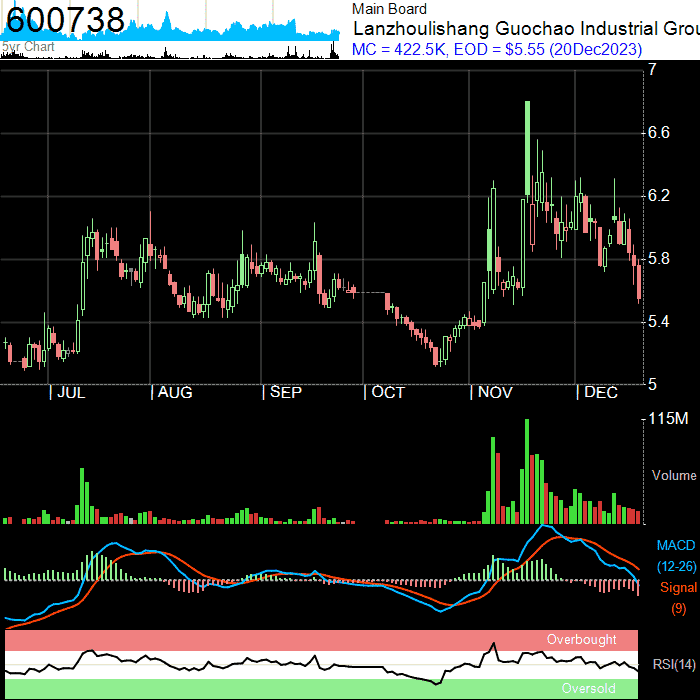 600738
5yr Chart
Main Board
Lanzhoulishang Guochao Industrial Grou
MC = 422.5K, EOD = $5.55 (20Dec2023)
7
6.6
6.2
5.8
5.4
5
| JUL | AUG | SEP | OCT | NOV | DEC
115M
Volume
MACD
(12-26)
Signal
(9)
Overbought
RSI(14)
Oversold